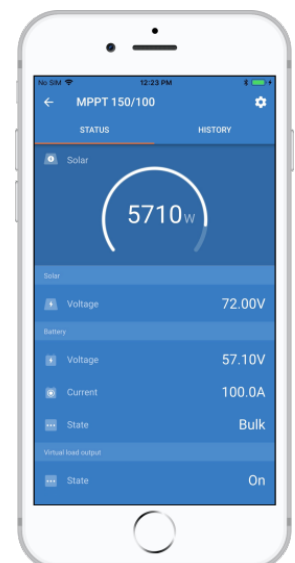 No SIM 12:23 PM
MPPT 150/100
STATUS HISTORY
Solar
5710W
Solar
Voltage 72.00V
Battery
Voltage 57.10V
Current 100.0A
State Bulk
Virtual load output
State On